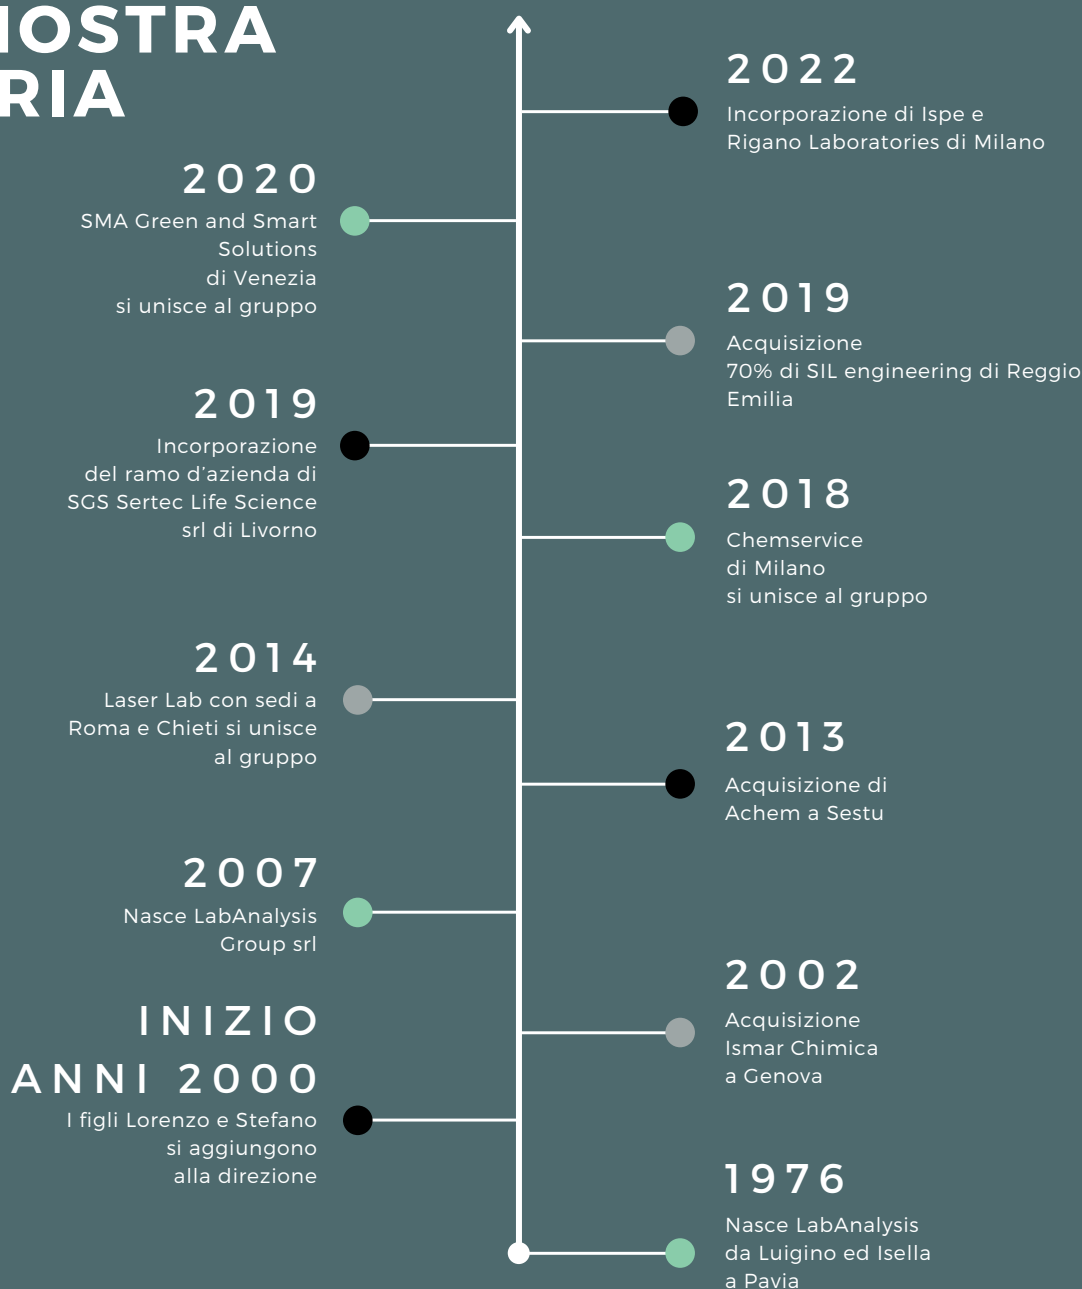 IOSTRA
RIA
2022
Incorporazione di Ispe e
Rigano Laboratories di Milano
2020
SMA Green and Smart
Solutions
di Venezia
si unisce al gruppo
2019
Acquisizione
70% di SIL engineering di Reggio
Emilia
2019
Incorporazione
del ramo d’azienda di
SGS Sertec Life Science
srl di Livorno
2018
Chemservice
di Milano
si unisce al gruppo
2014
Laser Lab con sedi a
Roma e Chieti si unisce
al gruppo
2013
Acquisizione di
Achem a Sestu
2007
Nasce LabAnalysis
Group srl
2002
Acquisizione
Ismar Chimica
a Genova
INIZIO
ANNI 2000
I figli Lorenzo e Stefano
si aggiungono
alla direzione
1976
Nasce LabAnalysis
da Luigino ed Isella
a Pavia